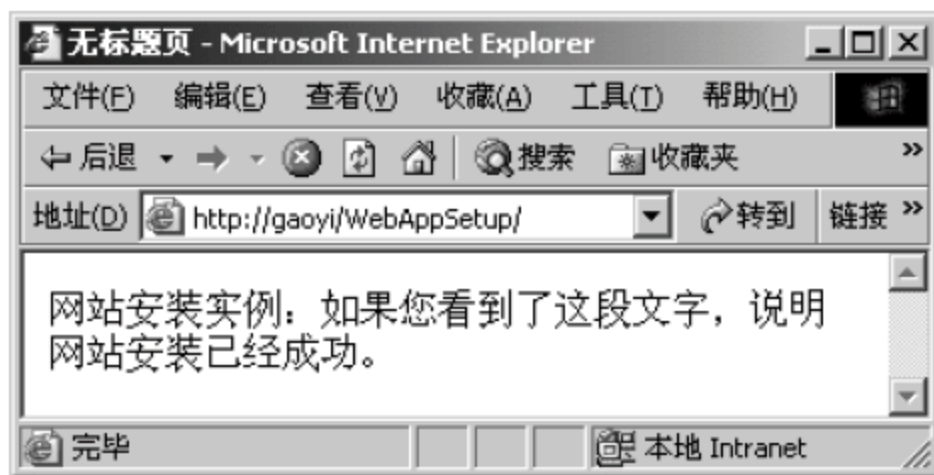 无标题页 - Microsoft Internet Explorer
文件(F) 编辑(E) 查看(V) 收藏(A) 工具(T) 帮助(H)
后退 搜索 收藏夹 »
地址(D) http://gaoyi/WebAppSetup/ 转到 链接 »
网站安装实例：如果您看到了这段文字，说明
网站安装已经成功。
完毕 本地 Intranet